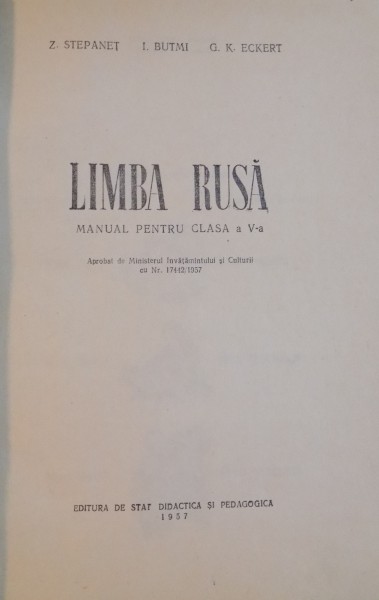 Z. STEPANEȚ I. BUTMI G. K. ECKERT
LIMBA RUSĂ
MANUAL PENTRU CLASA a V-a
Aprobat de Ministerul Învățămîntului și Culturii
cu Nr. 17442/1957
EDITURA DE STAT DIDACTICA ȘI PEDAGOGICA
1957